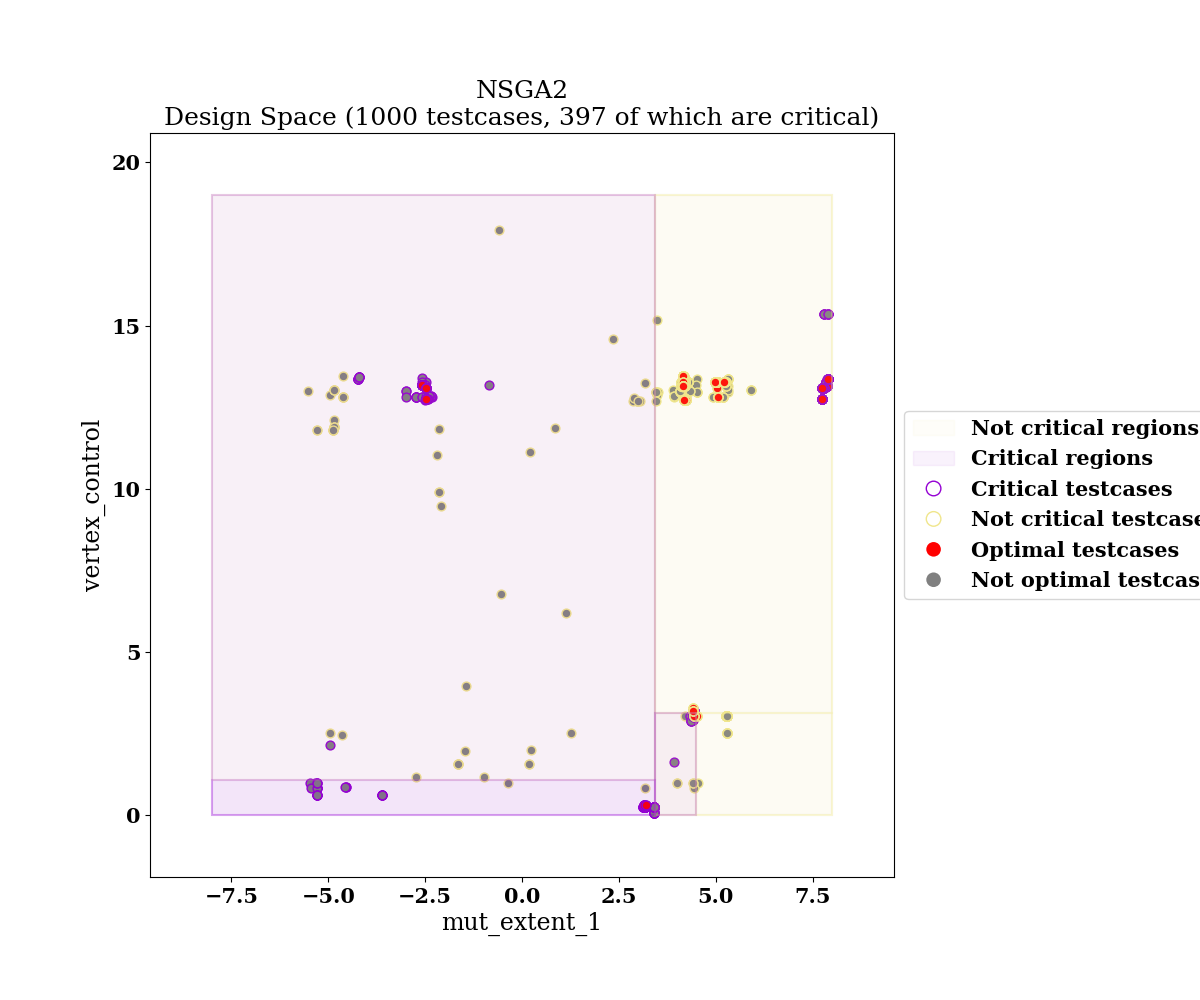 NSGA2
Design Space (1000 testcases, 397 of which are critical)
20
15
10
5
0
vertex_control
−7.5
−5.0
−2.5
0.0
2.5
5.0
7.5
mut_extent_1
Not critical regions
Critical regions
Critical testcases
Not critical testcase
Optimal testcases
Not optimal testcas